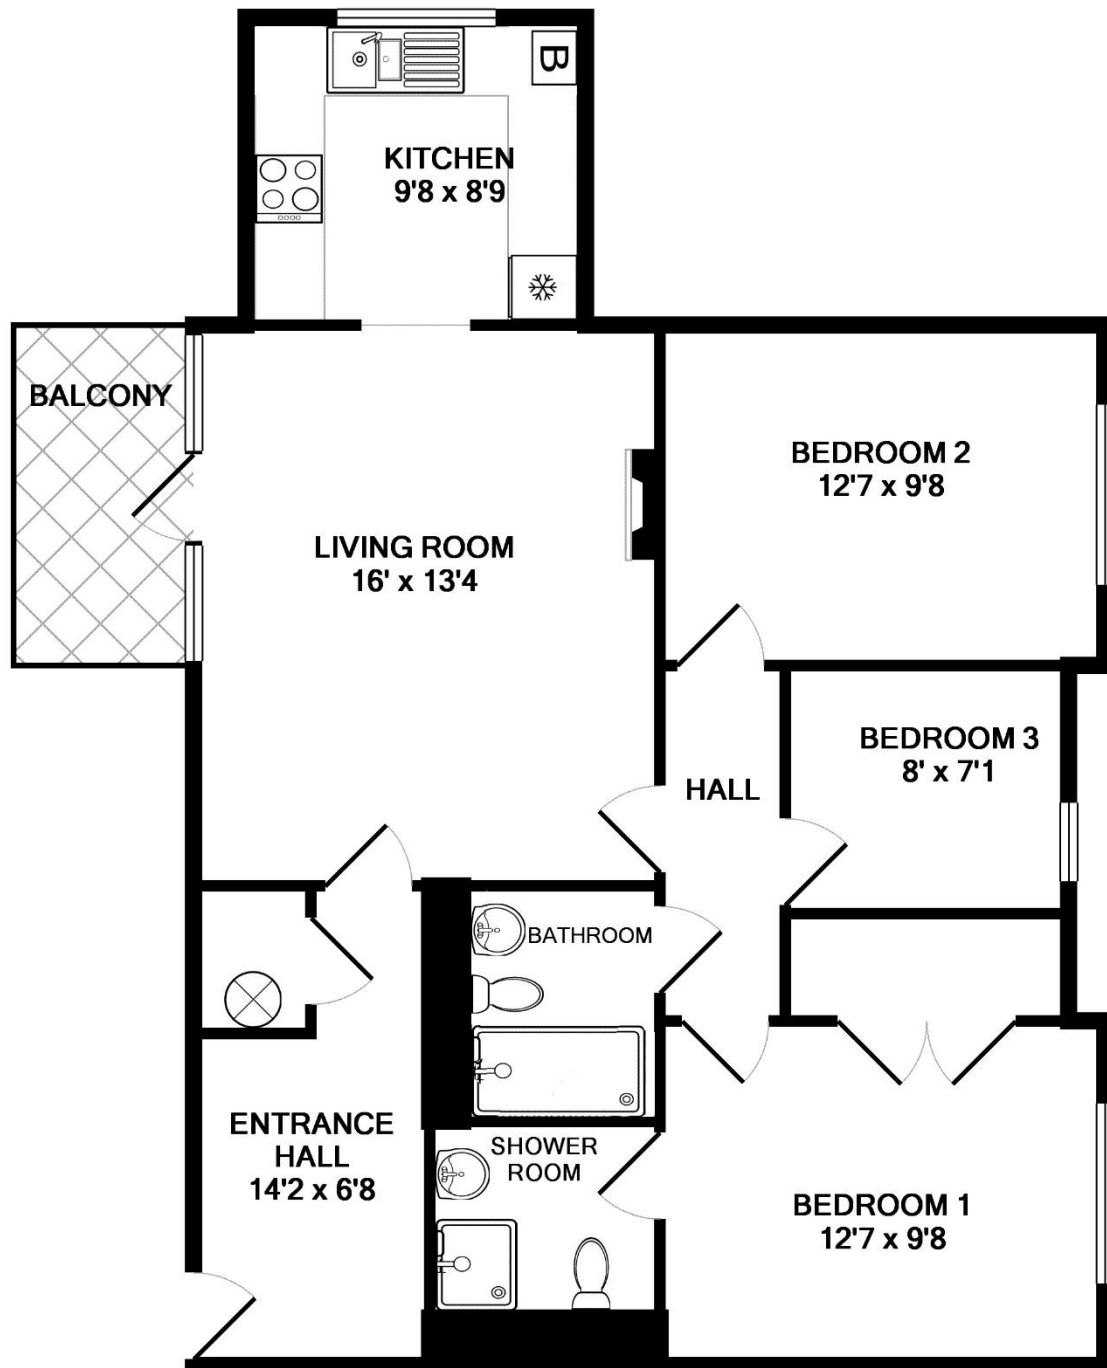 B
KITCHEN
9'8 x 8'9
BALCONY
BEDROOM 2
12'7 x 9'8
LIVING ROOM
16' x 13'4
BEDROOM 3
8' x 7'1
HALL
BATHROOM
ENTRANCE
HALL
14'2 x 6'8
SHOWER
ROOM
BEDROOM 1
12'7 x 9'8